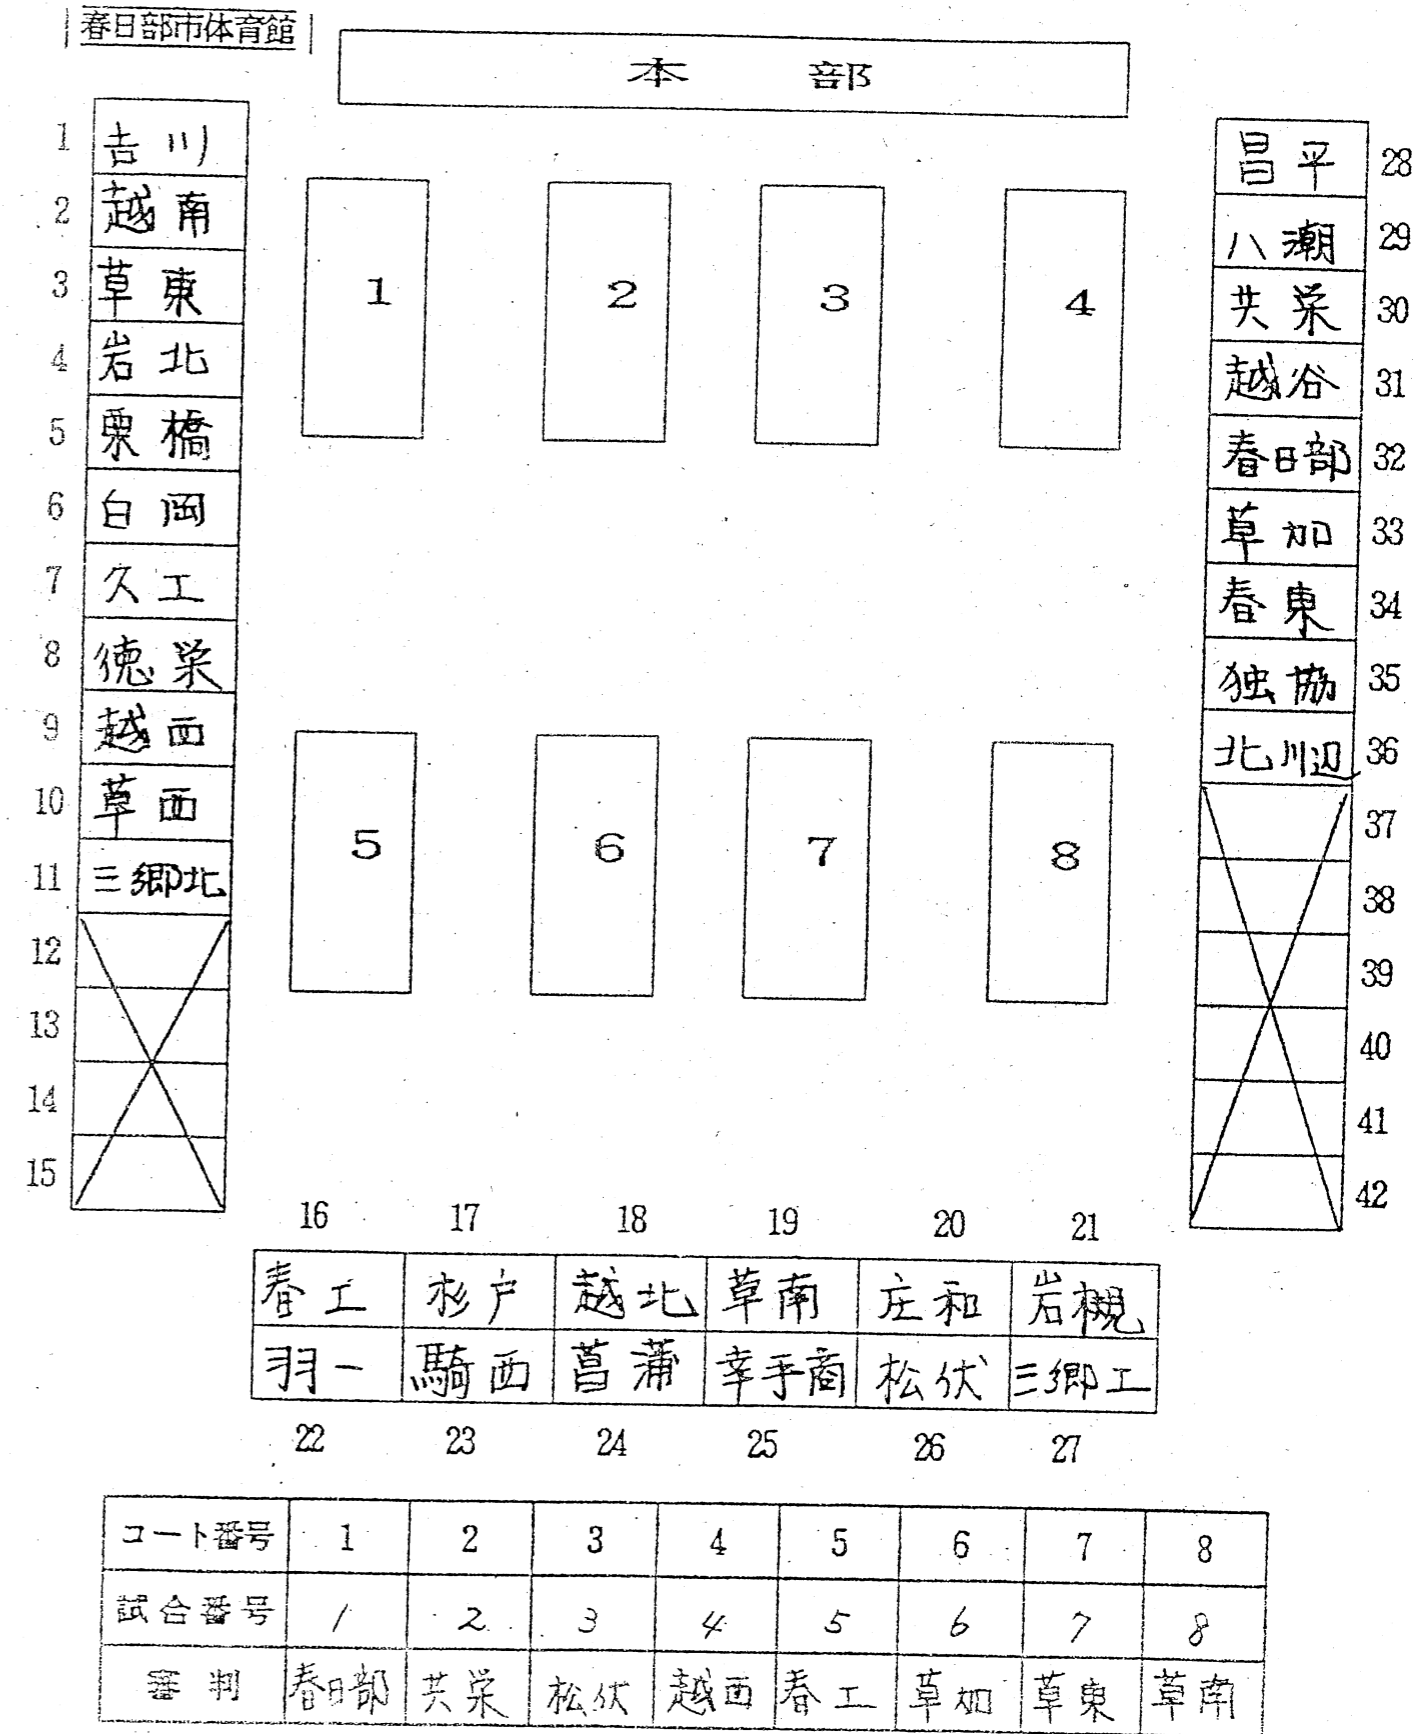 春日部市体育館
本部
1 吉川
2 越南
3 草東
4 岩北
5 栗橋
6 白岡
7 久工
8 徳栄
9 越西
10 草西
11 三郷北
12
13
14
15
1 2 3 4
5 6 7 8
昌平 28
八潮 29
共栄 30
越谷 31
春日部 32
草加 33
春東 34
独協 35
北川辺 36
37
38
39
40
41
42
16 17 18 19 20 21
春工 杉戸 越北 草南 庄和 岩槻
羽一 騎西 菖蒲 幸手商 松伏 三郷工
22 23 24 25 26 27
コート番号 1 2 3 4 5 6 7 8
試合番号 1 2 3 4 5 6 7 8
審判 春日部 共栄 松伏 越西 春工 草加 草東 草南